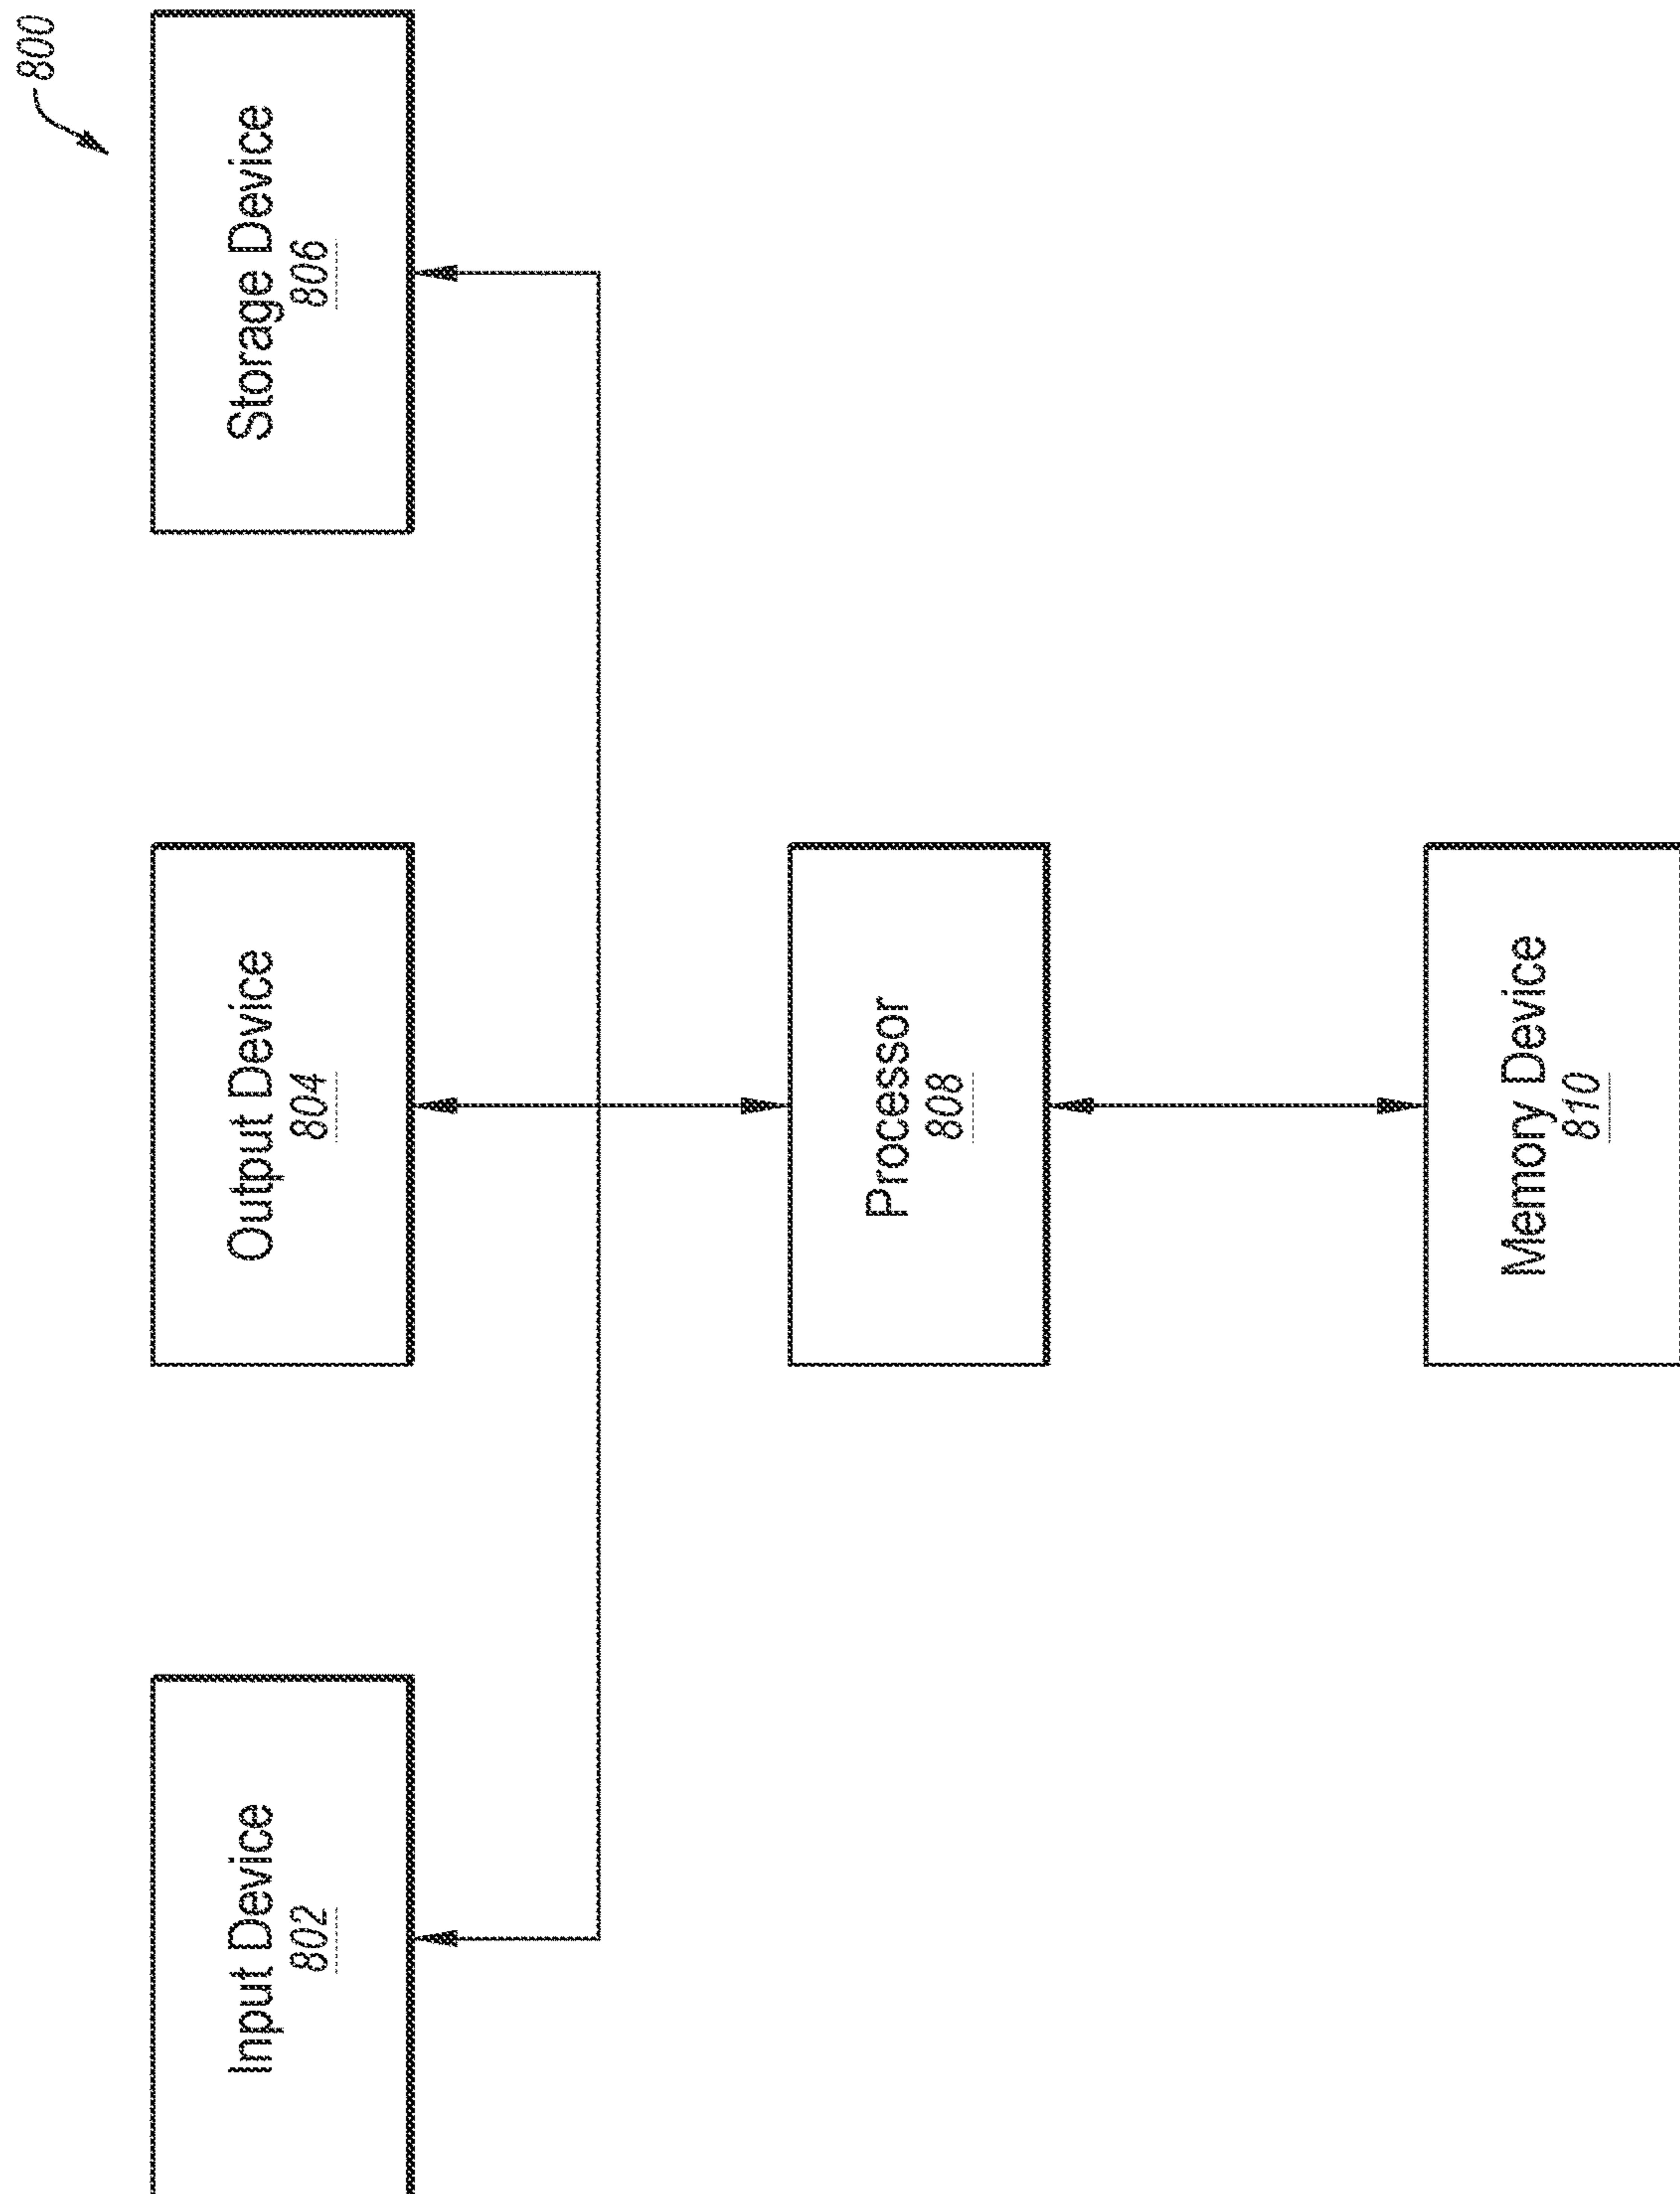 800
Input Device
802
Output Device
804
Storage Device
806
Processor
808
Memory Device
810